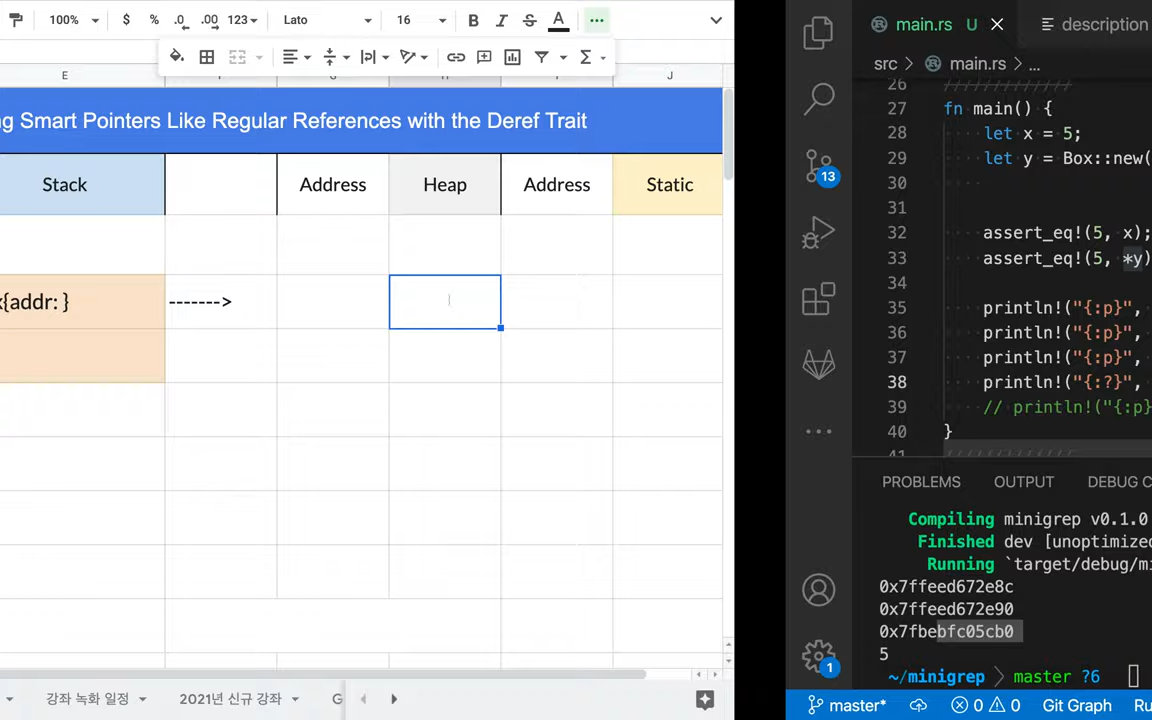 100%
$ % .0 .00 123
Lato
16
B I S A
E
J
g Smart Pointers Like Regular References with the Deref Trait
Stack
Address
Heap
Address
Static
{addr: }
------->
강좌 녹화 일정
2021년 신규 강좌
G
main.rs U
description
src > main.rs > ...
26 /////////////
27 fn main() {
28 let x = 5;
29 let y = Box::new(
30
31
32 assert_eq!(5, x);
33 assert_eq!(5, *y)
34
35 println!("{:p}",
36 println!("{:p}",
37 println!("{:p}",
38 println!("{:?}",
39 // println!("{:p}
40 }
41 /////////////
13
PROBLEMS OUTPUT DEBUG C
Compiling minigrep v0.1.0
Finished dev [unoptimized
Running `target/debug/mi
0x7ffeed672e8c
0x7ffeed672e90
0x7fbebfc05cb0
5
~/minigrep > master ?6
1
master* 0 0 Git Graph Ru